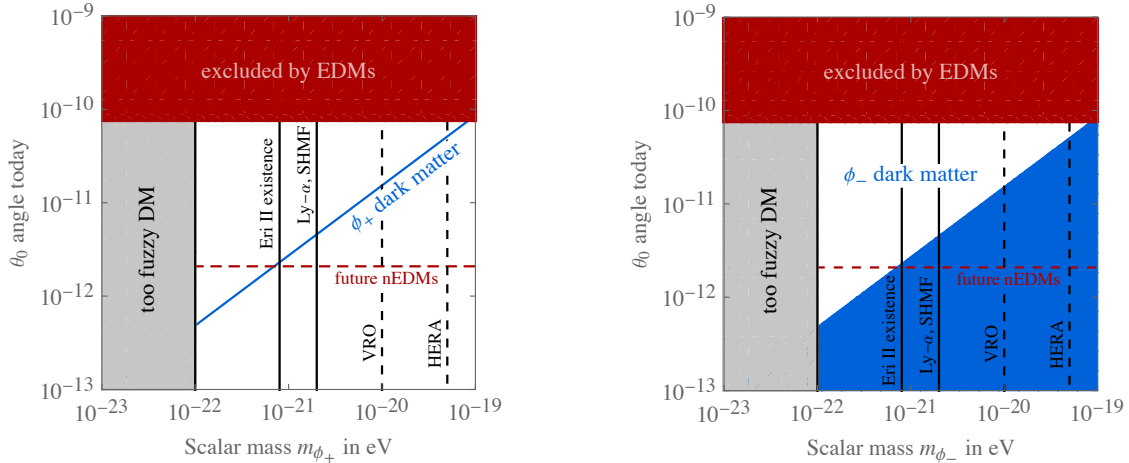 10⁻⁹
10⁻¹⁰
10⁻¹¹
10⁻¹²
10⁻¹³
θ₀ angle today
excluded by EDMs
too fuzzy DM
Eri II existence
Ly−α, SHMF
ϕ₊ dark matter
future nEDMs
VRO
HERA
10⁻²³
10⁻²²
10⁻²¹
10⁻²⁰
10⁻¹⁹
Scalar mass m_ϕ₊ in eV
10⁻⁹
10⁻¹⁰
10⁻¹¹
10⁻¹²
10⁻¹³
θ₀ angle today
excluded by EDMs
too fuzzy DM
ϕ₋ dark matter
future nEDMs
Eri II existence
Ly−α, SHMF
VRO
HERA
10⁻²³
10⁻²²
10⁻²¹
10⁻²⁰
10⁻¹⁹
Scalar mass m_ϕ₋ in eV